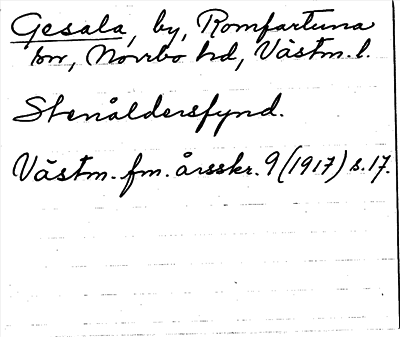 Gesala, by, Romfartuna
sn, Norrbo hd, Västm. l.
Stenåldersfynd.
Västm. fm. årsskr. 9 (1917) s. 17.